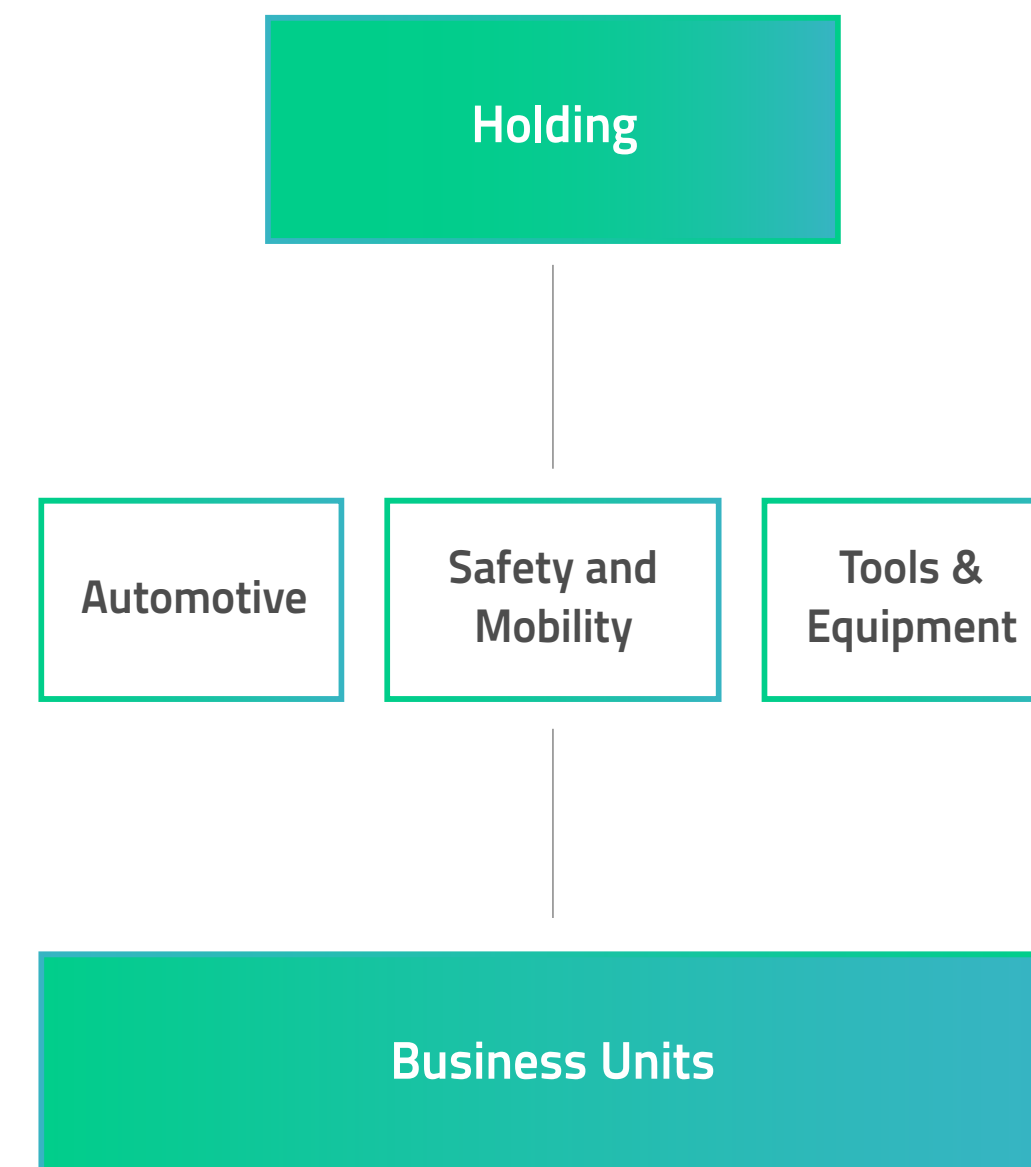 Holding
Automotive
Safety and
Mobility
Tools &
Equipment
Business Units